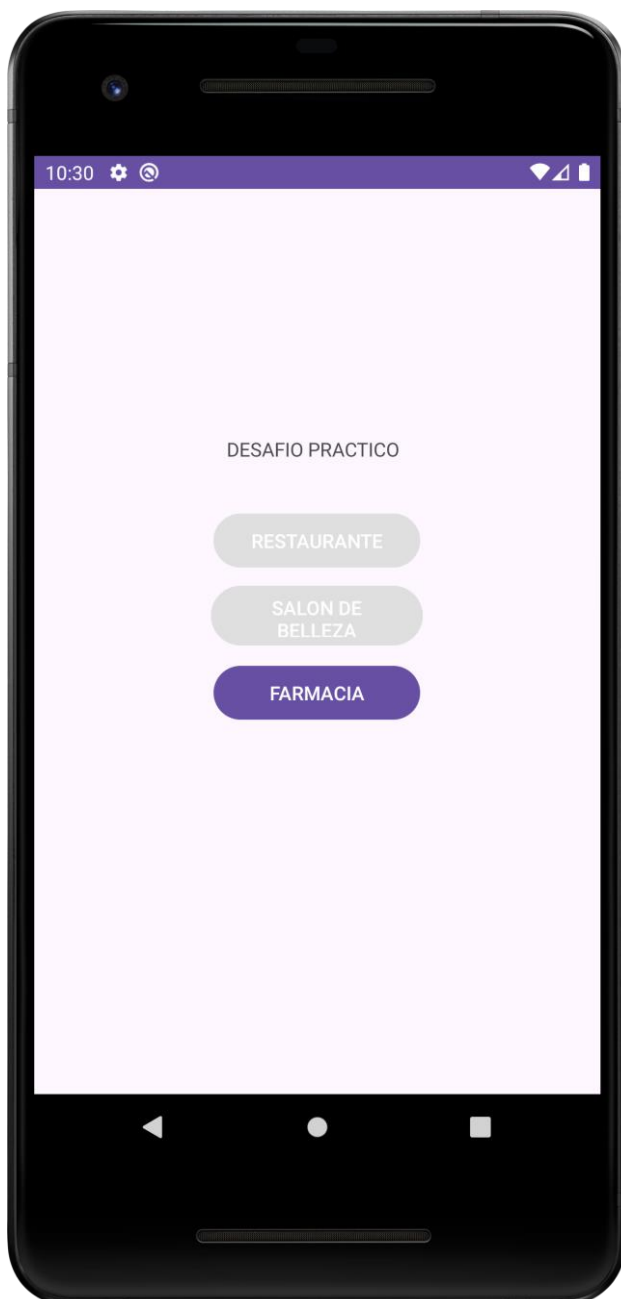 10:30
DESAFIO PRACTICO
RESTAURANTE
SALON DE
BELLEZA
FARMACIA